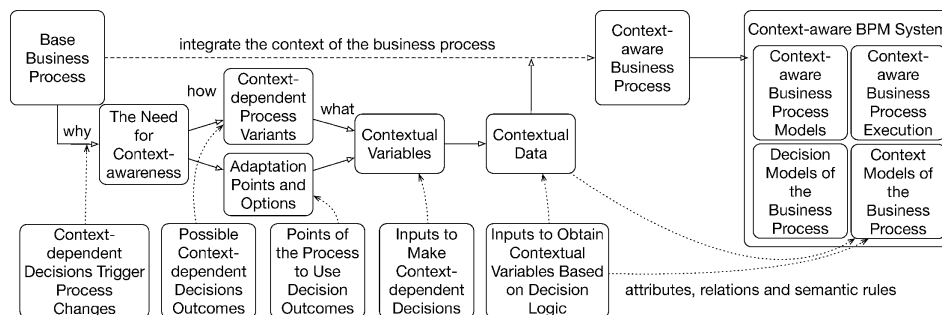 Base
Business
Process
integrate the context of the business process
Context-
aware
Business
Process
Context-aware BPM System
Context-
aware
Business
Process
Models
Context-
aware
Business
Process
Execution
Decision
Models of
the
Business
Process
Context
Models of
the
Business
Process
why
The Need
for
Context-
awareness
how
Context-
dependent
Process
Variants
Adaptation
Points and
Options
what
Contextual
Variables
Contextual
Data
Context-
dependent
Decisions Trigger
Process
Changes
Possible
Context-
dependent
Decisions
Outcomes
Points of
the Process
to Use
Decision
Outcomes
Inputs to
Make
Context-
dependent
Decisions
Inputs to Obtain
Contextual
Variables Based
on Decision
Logic
attributes, relations and semantic rules